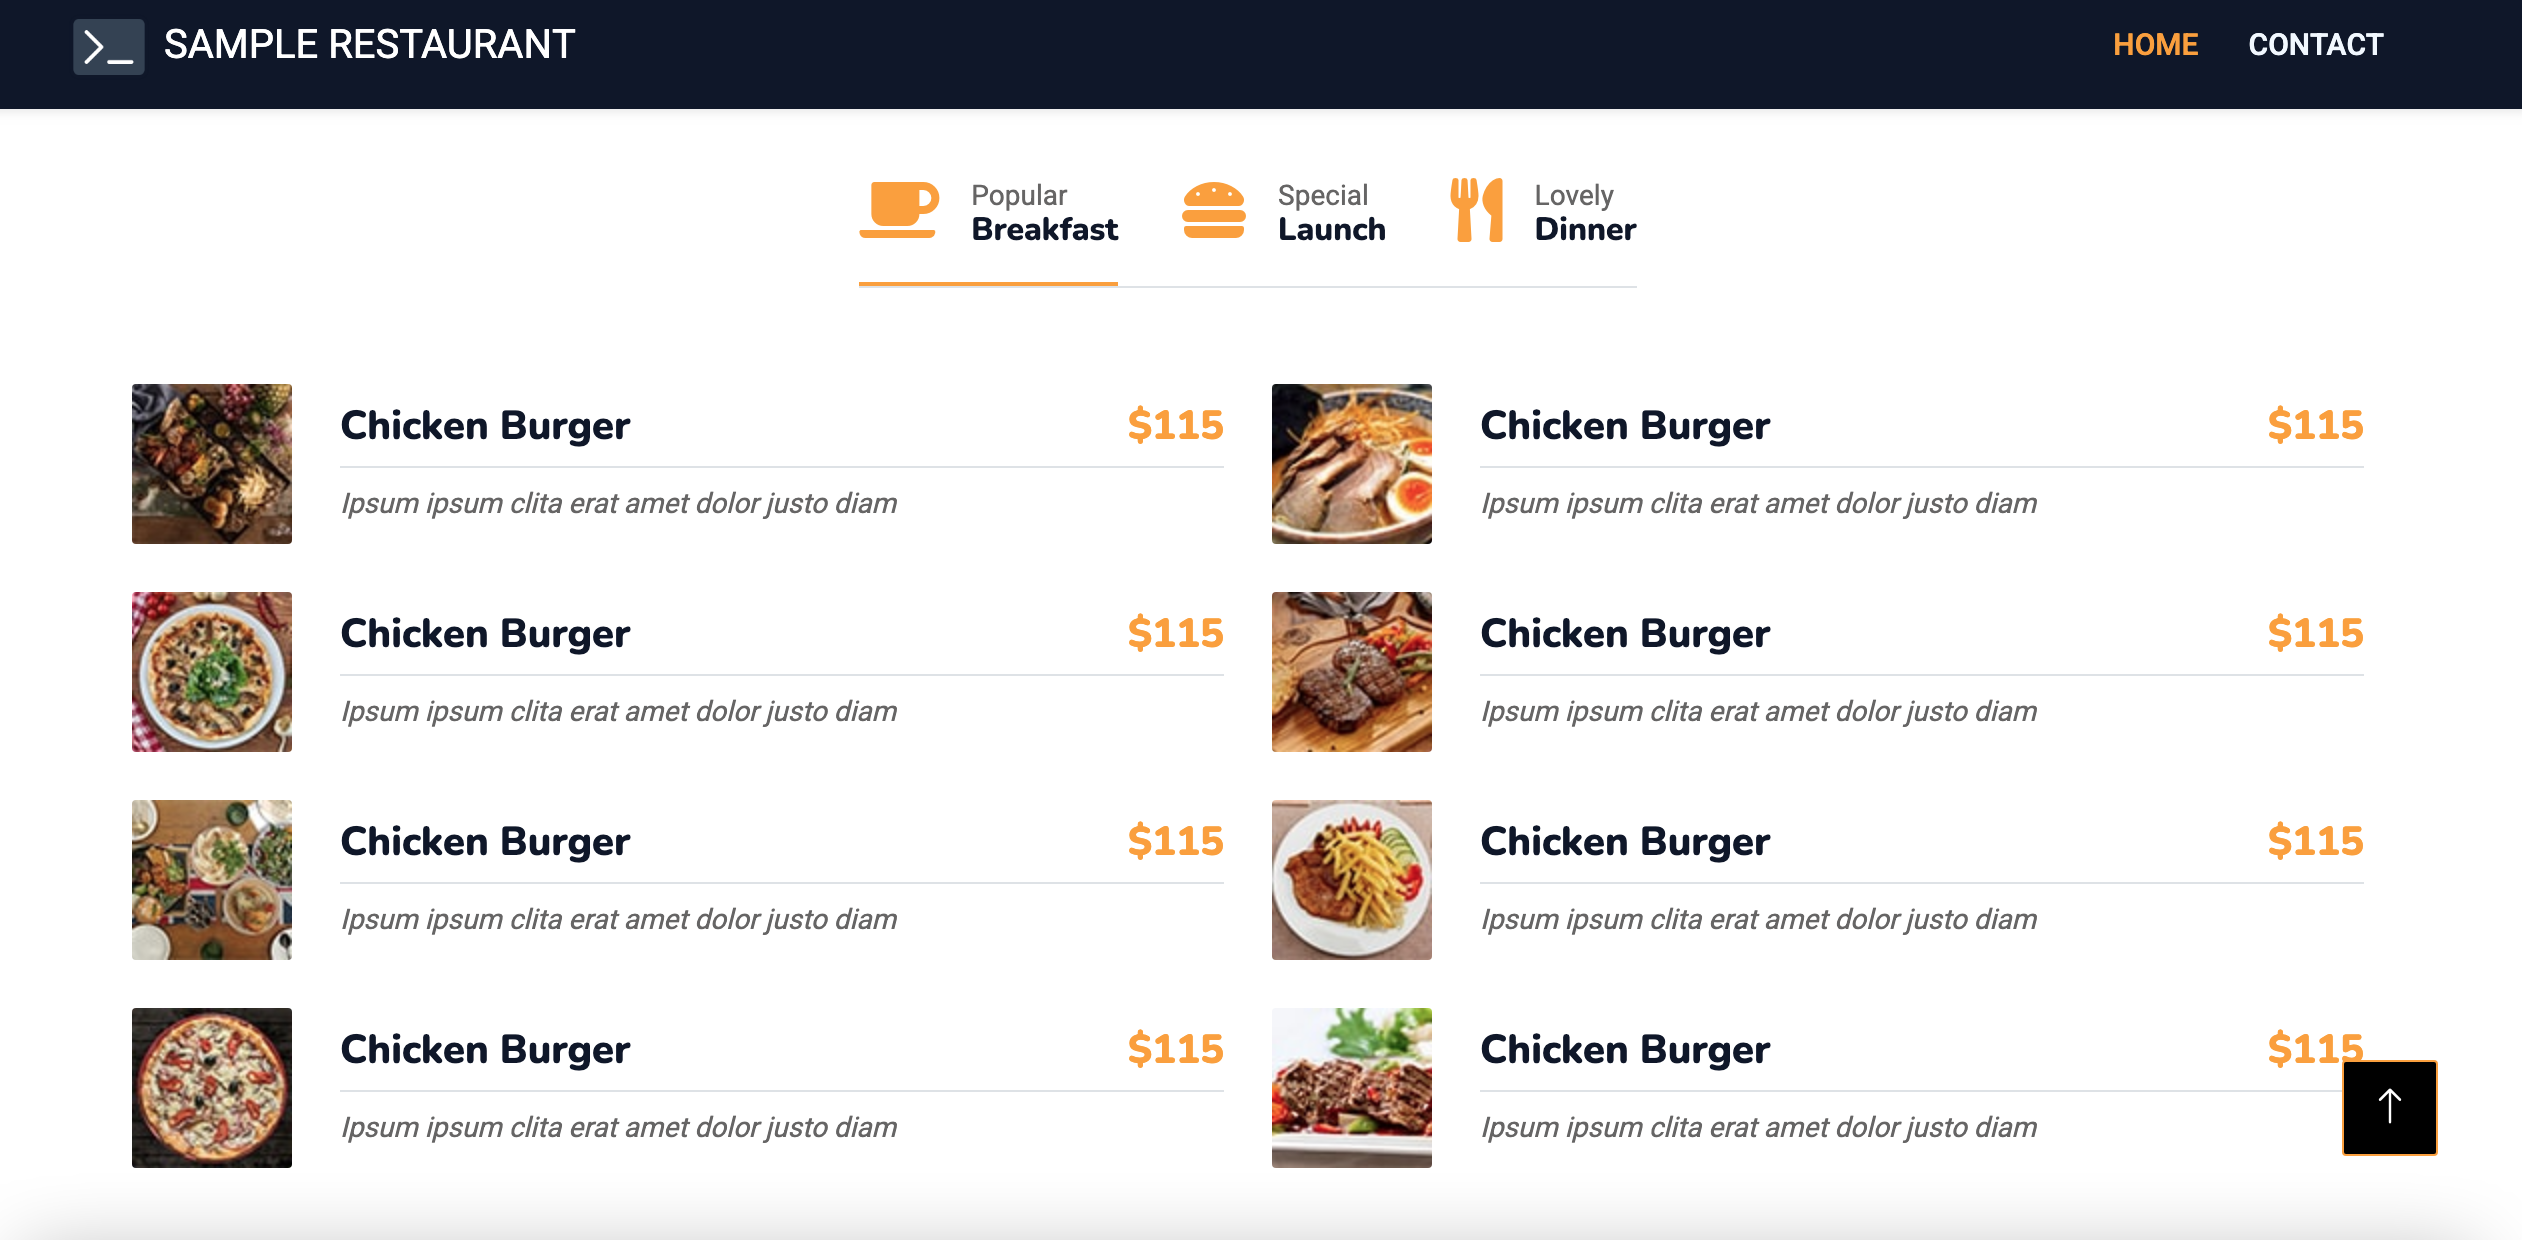 SAMPLE RESTAURANT
HOME CONTACT
Popular
Breakfast
Special
Launch
Lovely
Dinner
Chicken Burger $115
Ipsum ipsum clita erat amet dolor justo diam
Chicken Burger $115
Ipsum ipsum clita erat amet dolor justo diam
Chicken Burger $115
Ipsum ipsum clita erat amet dolor justo diam
Chicken Burger $115
Ipsum ipsum clita erat amet dolor justo diam
Chicken Burger $115
Ipsum ipsum clita erat amet dolor justo diam
Chicken Burger $115
Ipsum ipsum clita erat amet dolor justo diam
Chicken Burger $115
Ipsum ipsum clita erat amet dolor justo diam
Chicken Burger $115
Ipsum ipsum clita erat amet dolor justo diam